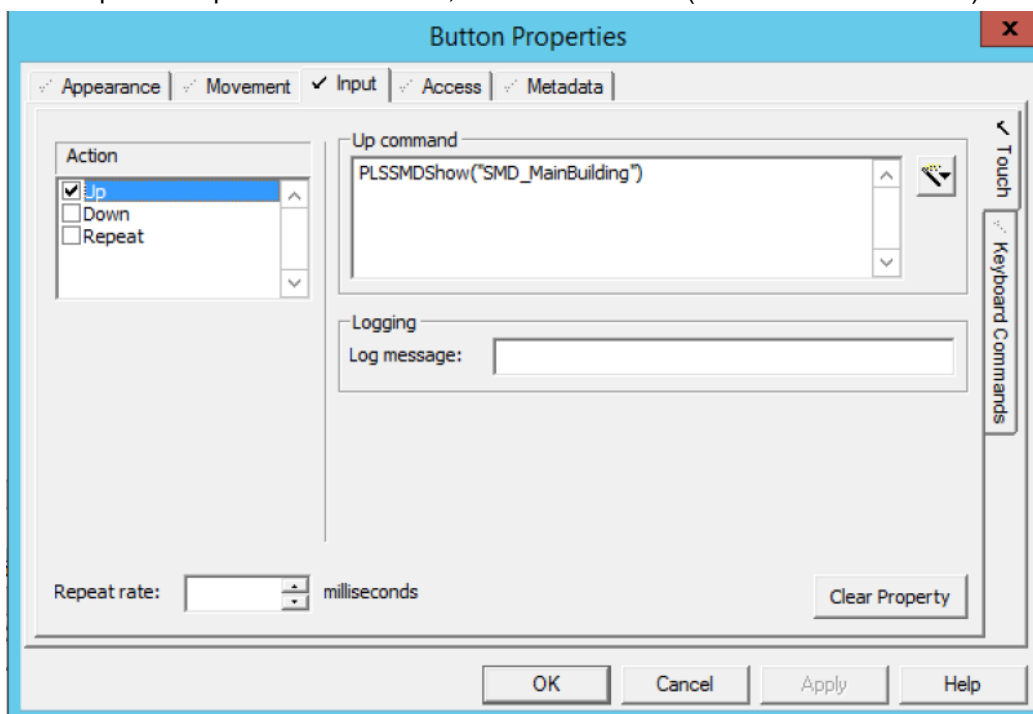 Button Properties
x
Appearance Movement Input Access Metadata
Action
Up
Down
Repeat
Up command
PLSSMDShow("SMD_MainBuilding")
Logging
Log message:
Touch
Keyboard Commands
Repeat rate: milliseconds
Clear Property
OK Cancel Apply Help